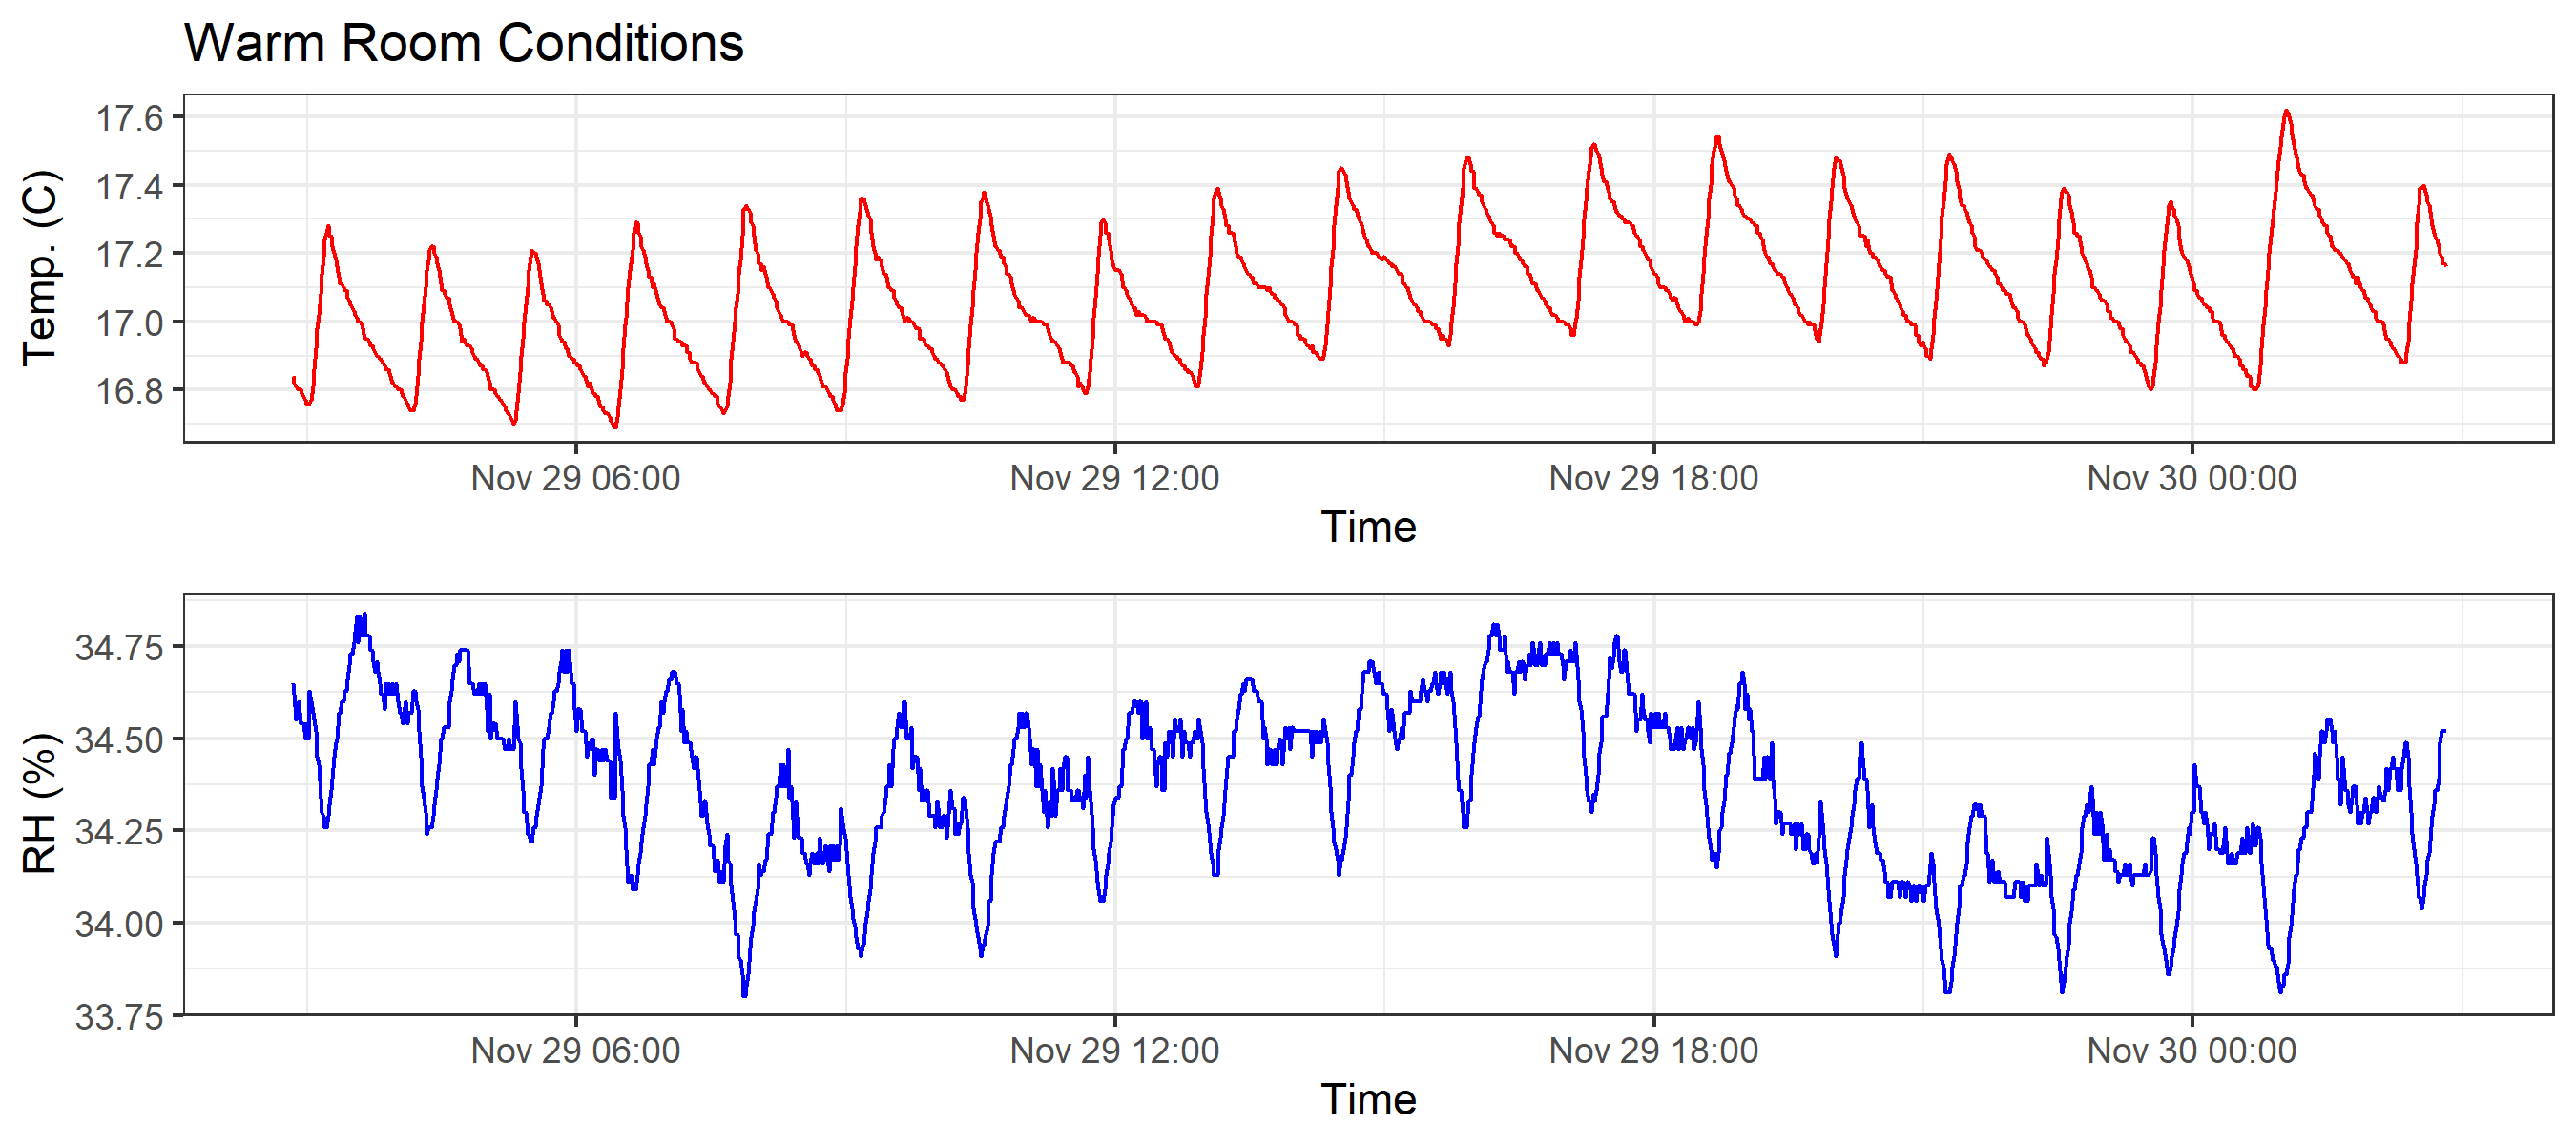 Warm Room Conditions
Temp. (C)
17.6
17.4
17.2
17.0
16.8
Nov 29 06:00 Nov 29 12:00 Nov 29 18:00 Nov 30 00:00
Time
RH (%)
34.75
34.50
34.25
34.00
33.75
Nov 29 06:00 Nov 29 12:00 Nov 29 18:00 Nov 30 00:00
Time